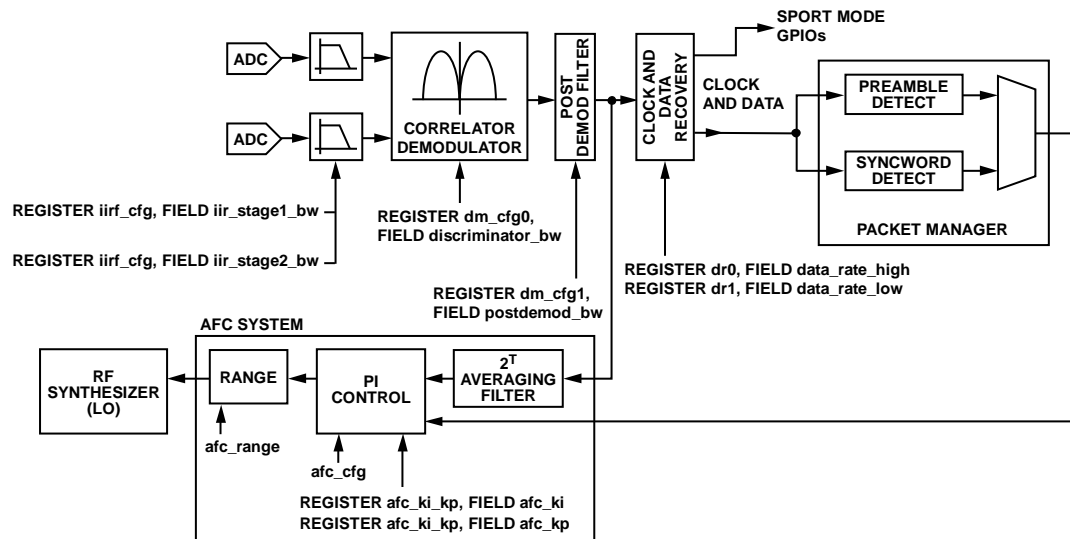 SPORT MODE
GPIOs
ADC
ADC
CORRELATOR
DEMODULATOR
POST
DEMOD FILTER
CLOCK AND
DATA
RECOVERY
CLOCK
AND DATA
PREAMBLE
DETECT
SYNCWORD
DETECT
PACKET MANAGER
REGISTER iirf_cfg, FIELD iir_stage1_bw
REGISTER iirf_cfg, FIELD iir_stage2_bw
REGISTER dm_cfg0,
FIELD discriminator_bw
REGISTER dm_cfg1,
FIELD postdemod_bw
REGISTER dr0, FIELD data_rate_high
REGISTER dr1, FIELD data_rate_low
AFC SYSTEM
RF
SYNTHESIZER
(LO)
RANGE
PI
CONTROL
2ᵀ
AVERAGING
FILTER
afc_range
afc_cfg
REGISTER afc_ki_kp, FIELD afc_ki
REGISTER afc_ki_kp, FIELD afc_kp